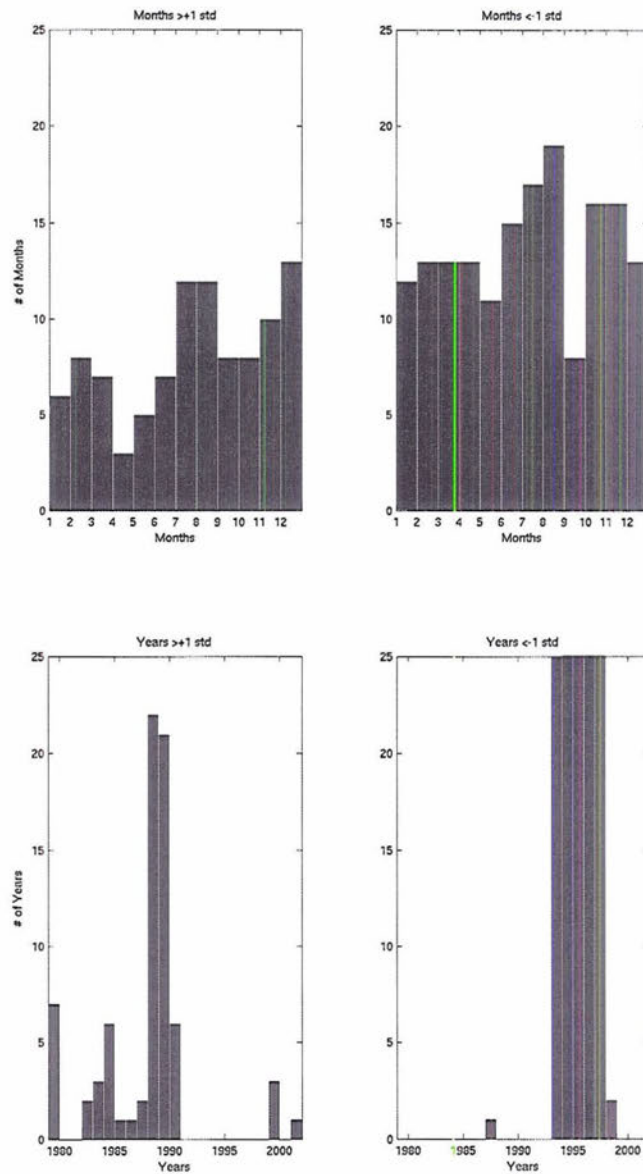 Months >+1 std
25
20
15
10
5
0
# of Months
1 2 3 4 5 6 7 8 9 10 11 12
Months
Months <-1 std
25
20
15
10
5
0
1 2 3 4 5 6 7 8 9 10 11 12
Months
Years >+1 std
25
20
15
10
5
0
# of Years
1980 1985 1990 1995 2000
Years
Years <-1 std
25
20
15
10
5
0
1980 1985 1990 1995 2000
Years